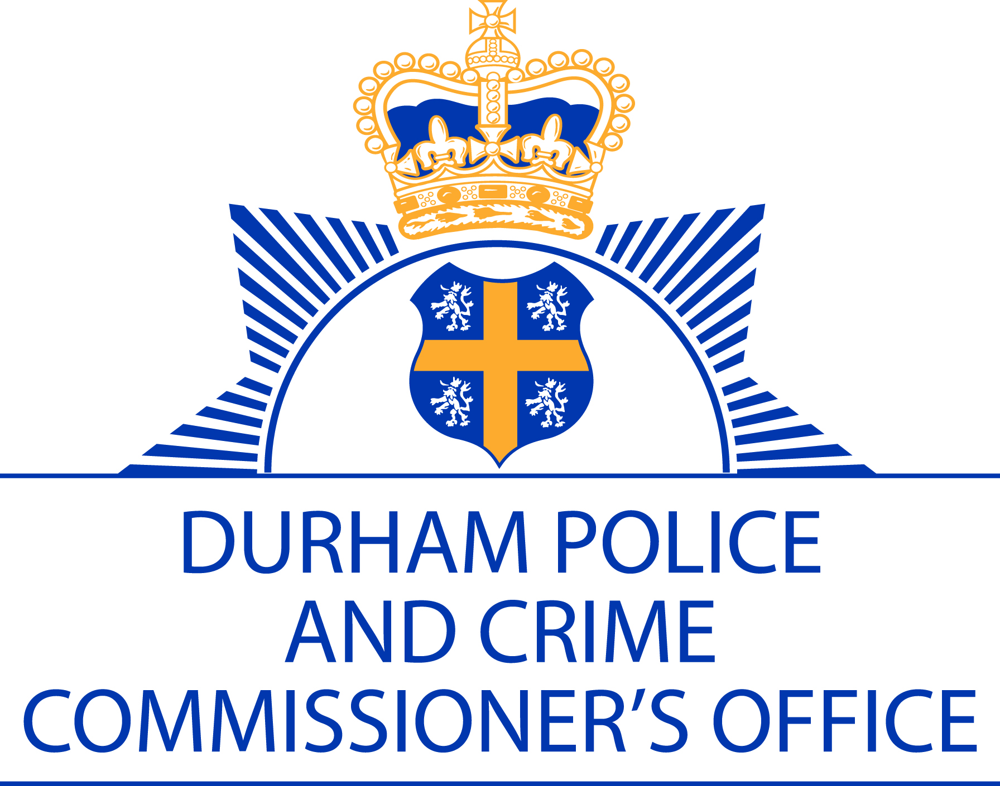 DURHAM POLICE
AND CRIME
COMMISSIONER’S OFFICE